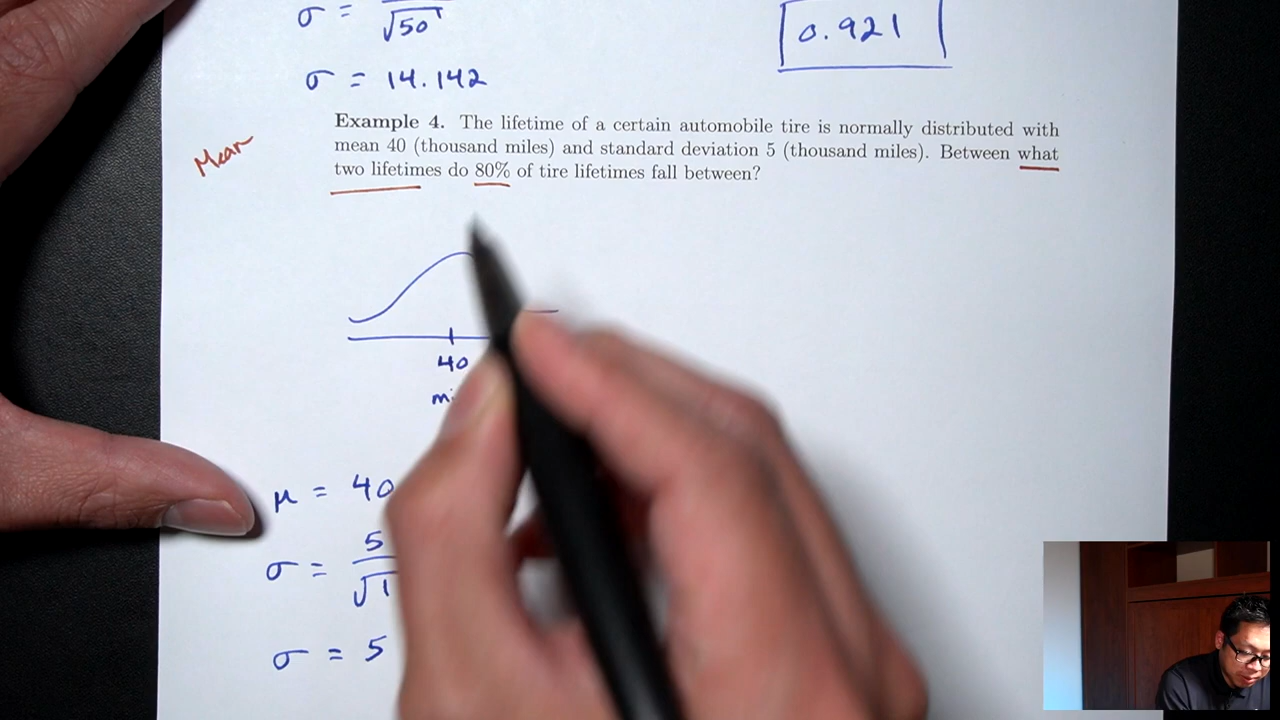 σ = √50
0.921
σ = 14.142
Mean
Example 4. The lifetime of a certain automobile tire is normally distributed with
mean 40 (thousand miles) and standard deviation 5 (thousand miles). Between what
two lifetimes do 80% of tire lifetimes fall between?
40
mi
μ = 40
σ = 5/√1
σ = 5